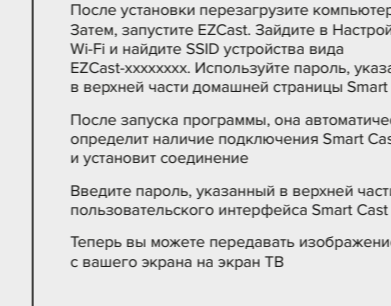 После установки перезагрузите компьютер
Затем, запустите EZCast. Зайдите в Настрой
Wi-Fi и найдите SSID устройства вида
EZCast-xxxxxxxx. Используйте пароль, указа
в верхней части домашней страницы Smart
После запуска программы, она автоматиче
определит наличие подключения Smart Cas
и установит соединение
Введите пароль, указанный в верхней част
пользовательского интерфейса Smart Cast
Теперь вы можете передавать изображени
с вашего экрана на экран ТВ